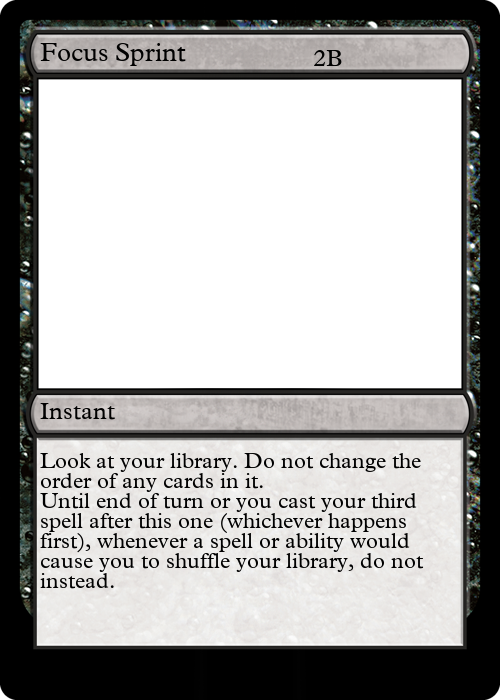 Focus Sprint 2B
Instant
Look at your library. Do not change the
order of any cards in it.
Until end of turn or you cast your third
spell after this one (whichever happens
first), whenever a spell or ability would
cause you to shuffle your library, do not
instead.